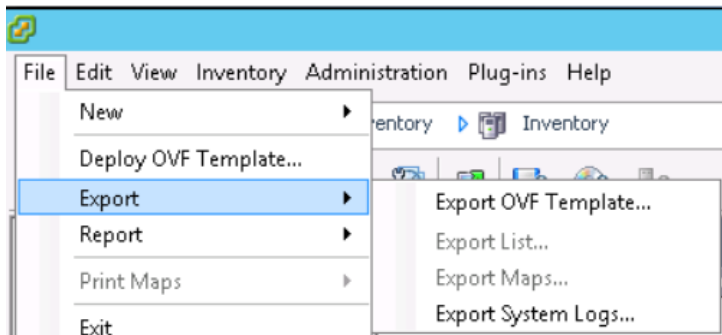 File Edit View Inventory Administration Plug-ins Help
New
entory Inventory
Deploy OVF Template...
Export
Export OVF Template...
Report
Export List...
Print Maps
Export Maps...
Exit
Export System Logs...